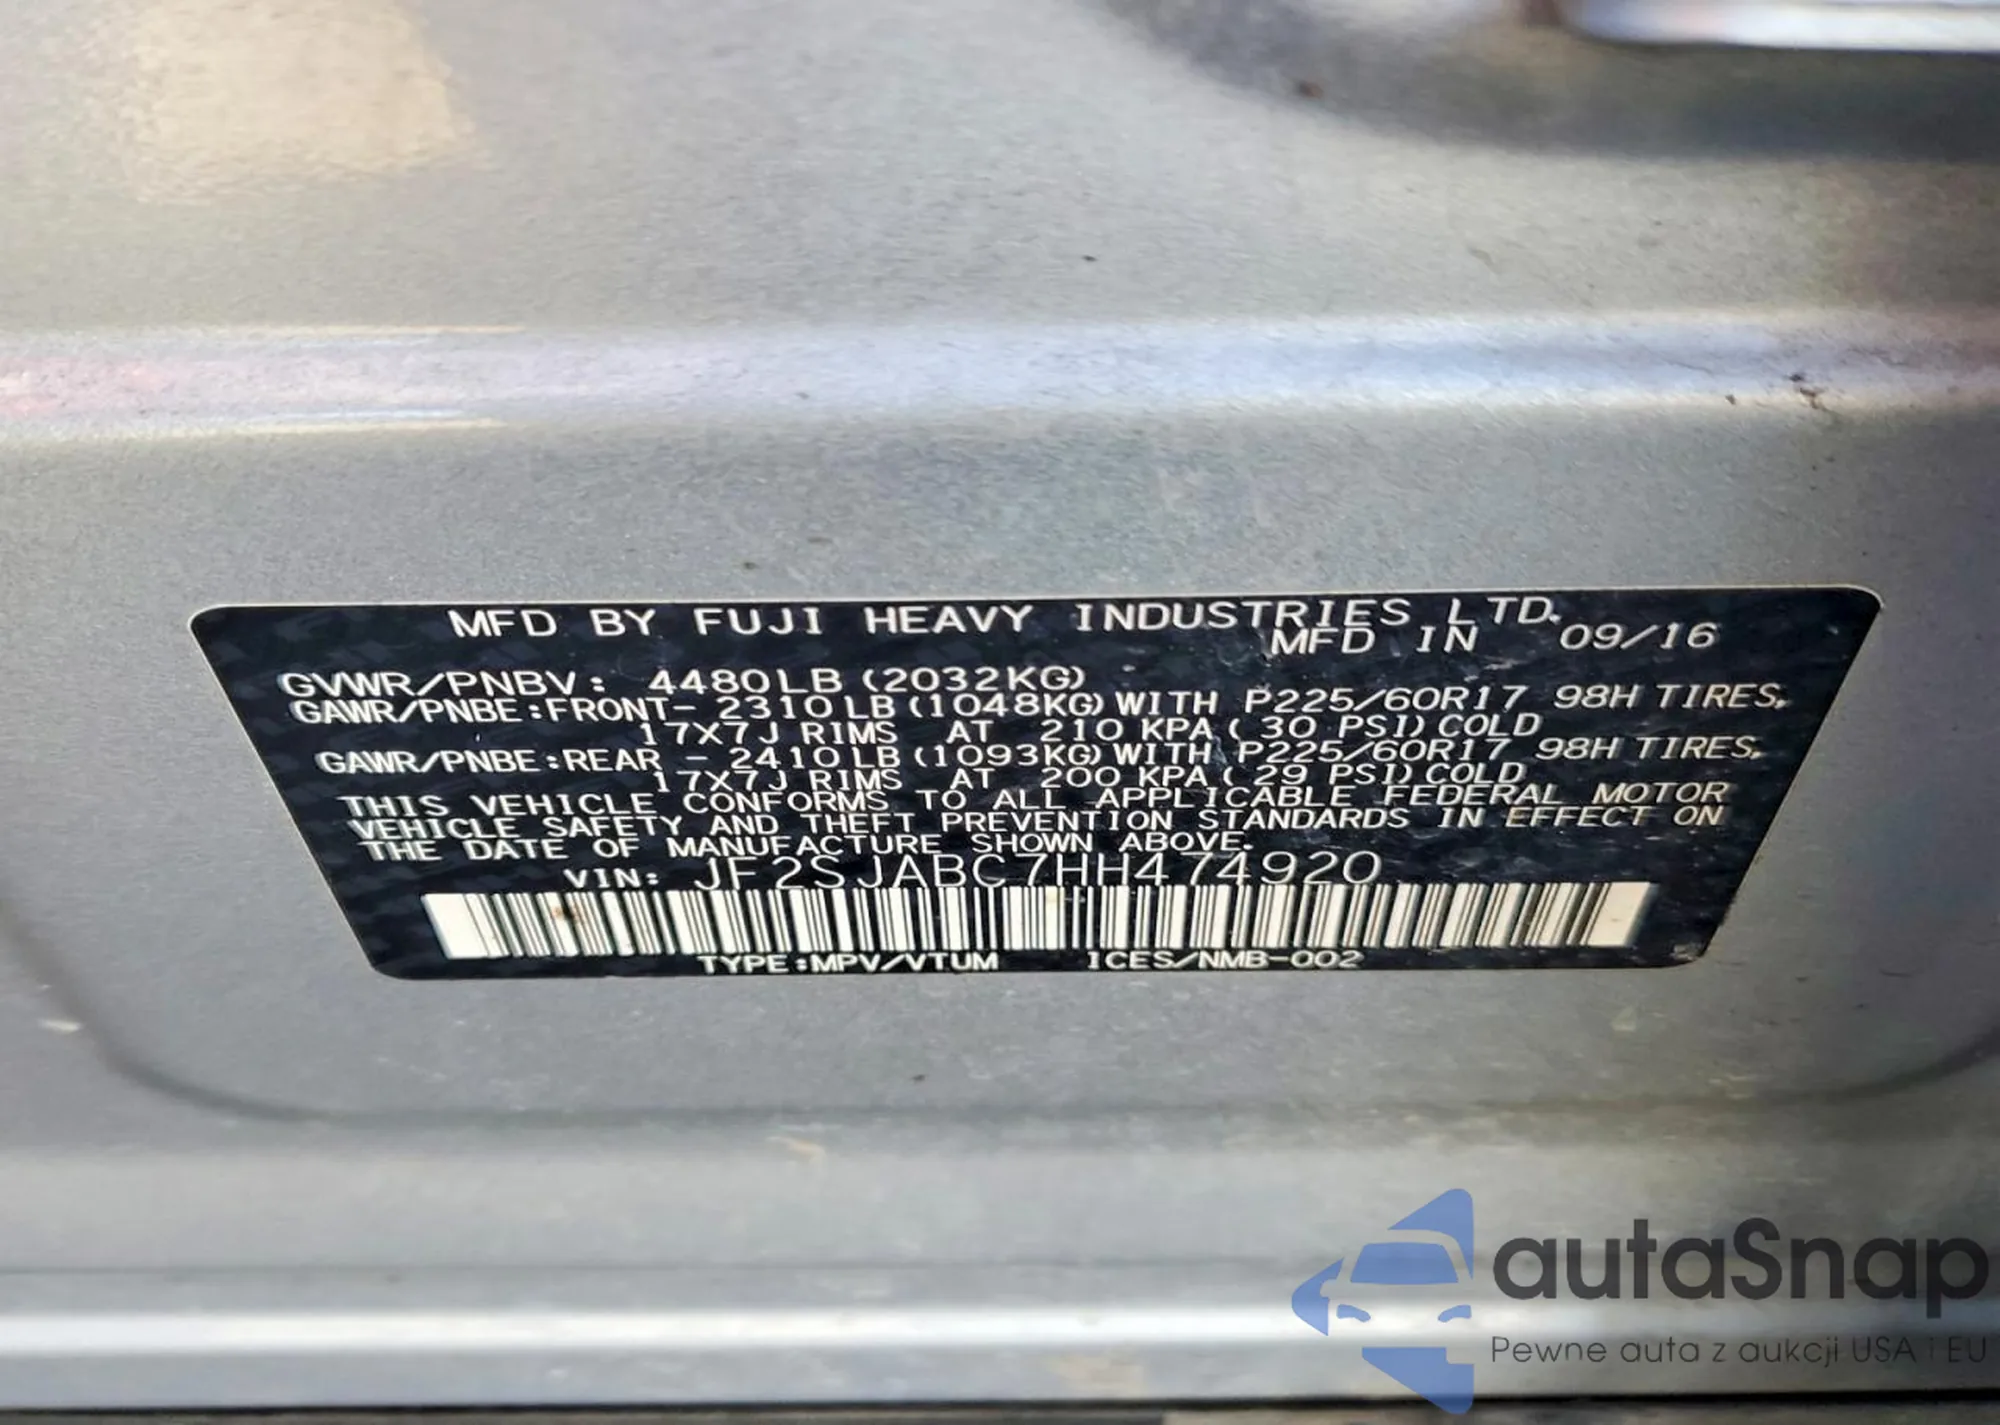 MFD BY FUJI HEAVY INDUSTRIES LTD.
MFD IN 09/16
GVWR/PNBV: 4480LB (2032KG)
GAWR/PNBE:FRONT- 2310LB (1048KG) WITH P225/60R17 98H TIRES,
17X7J RIMS AT 210 KPA ( 30 PSI) COLD
GAWR/PNBE:REAR - 2410LB (1093KG) WITH P225/60R17 98H TIRES,
17X7J RIMS AT 200 KPA ( 29 PSI) COLD
THIS VEHICLE CONFORMS TO ALL APPLICABLE FEDERAL MOTOR
VEHICLE SAFETY AND THEFT PREVENTION STANDARDS IN EFFECT ON
THE DATE OF MANUFACTURE SHOWN ABOVE.
VIN: JF2SJABC7HH474920
TYPE:MPV/VTUM ICES/NMB-002
autaSnap
Pewne auta z aukcji USA i EU